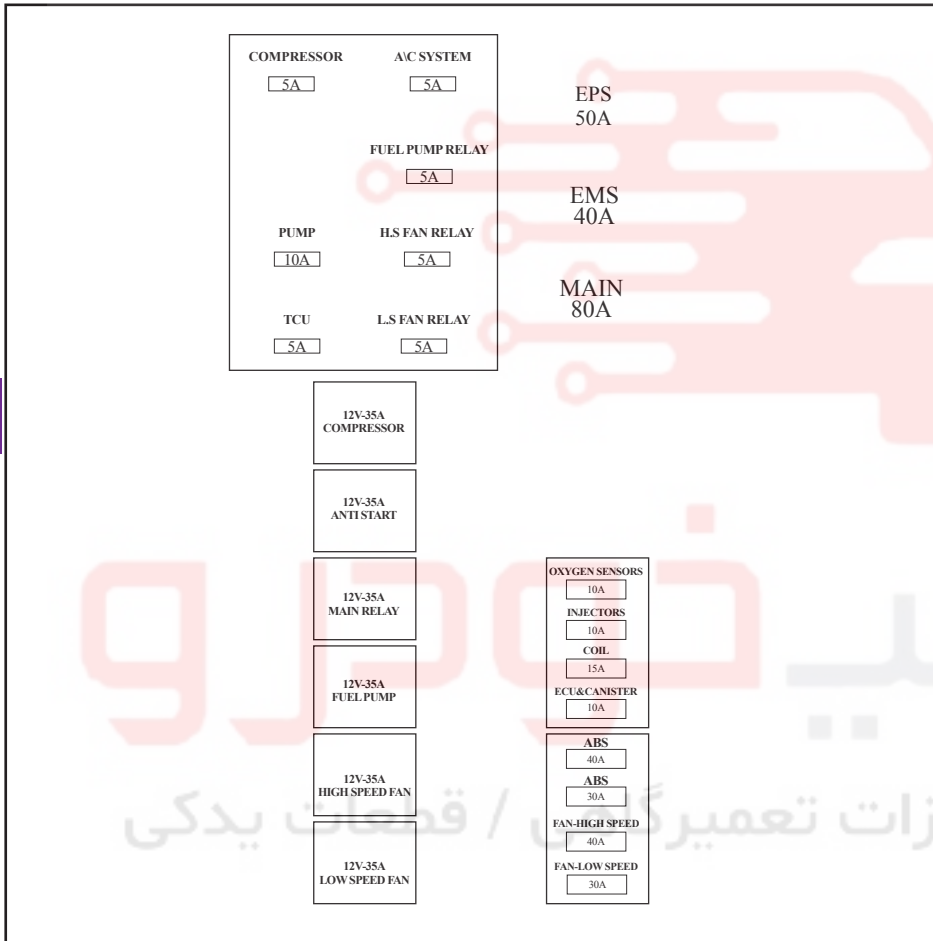 COMPRESSOR
5A
A\C SYSTEM
5A
FUEL PUMP RELAY
5A
PUMP
10A
H.S FAN RELAY
5A
TCU
5A
L.S FAN RELAY
5A
EPS
50A
EMS
40A
MAIN
80A
12V-35A
COMPRESSOR
12V-35A
ANTI START
12V-35A
MAIN RELAY
12V-35A
FUEL PUMP
12V-35A
HIGH SPEED FAN
12V-35A
LOW SPEED FAN
OXYGEN SENSORS
10A
INJECTORS
10A
COIL
15A
ECU&CANISTER
10A
ABS
40A
ABS
30A
FAN-HIGH SPEED
40A
FAN-LOW SPEED
30A
خودرو
تعمیرگاهی / قطعات یدکی